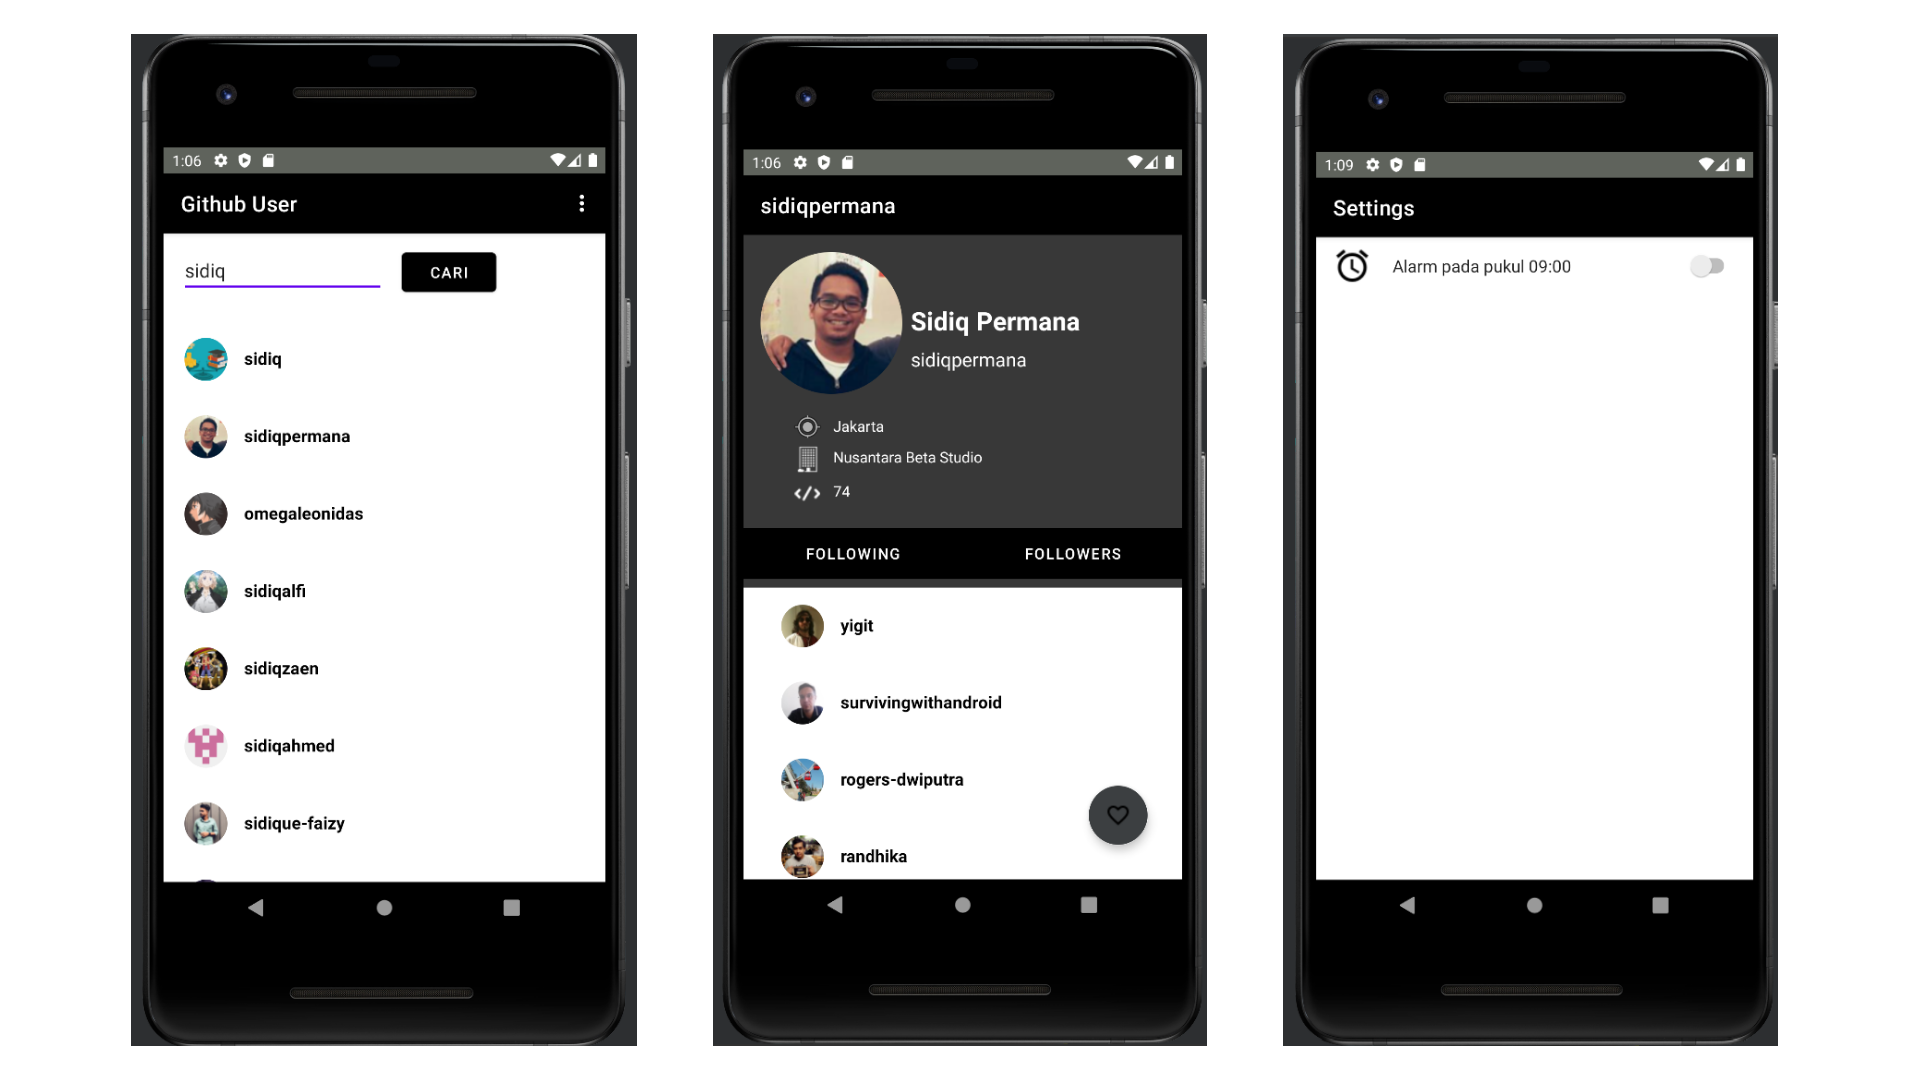 1:06
Github User
sidiq
CARI
sidiq
sidiqpermana
omegaleonidas
sidiqalfi
sidiqzaen
sidiqahmed
sidique-faizy
1:06
sidiqpermana
Sidiq Permana
sidiqpermana
Jakarta
Nusantara Beta Studio
74
FOLLOWING
FOLLOWERS
yigit
survivingwithandroid
rogers-dwiputra
randhika
1:09
Settings
Alarm pada pukul 09:00